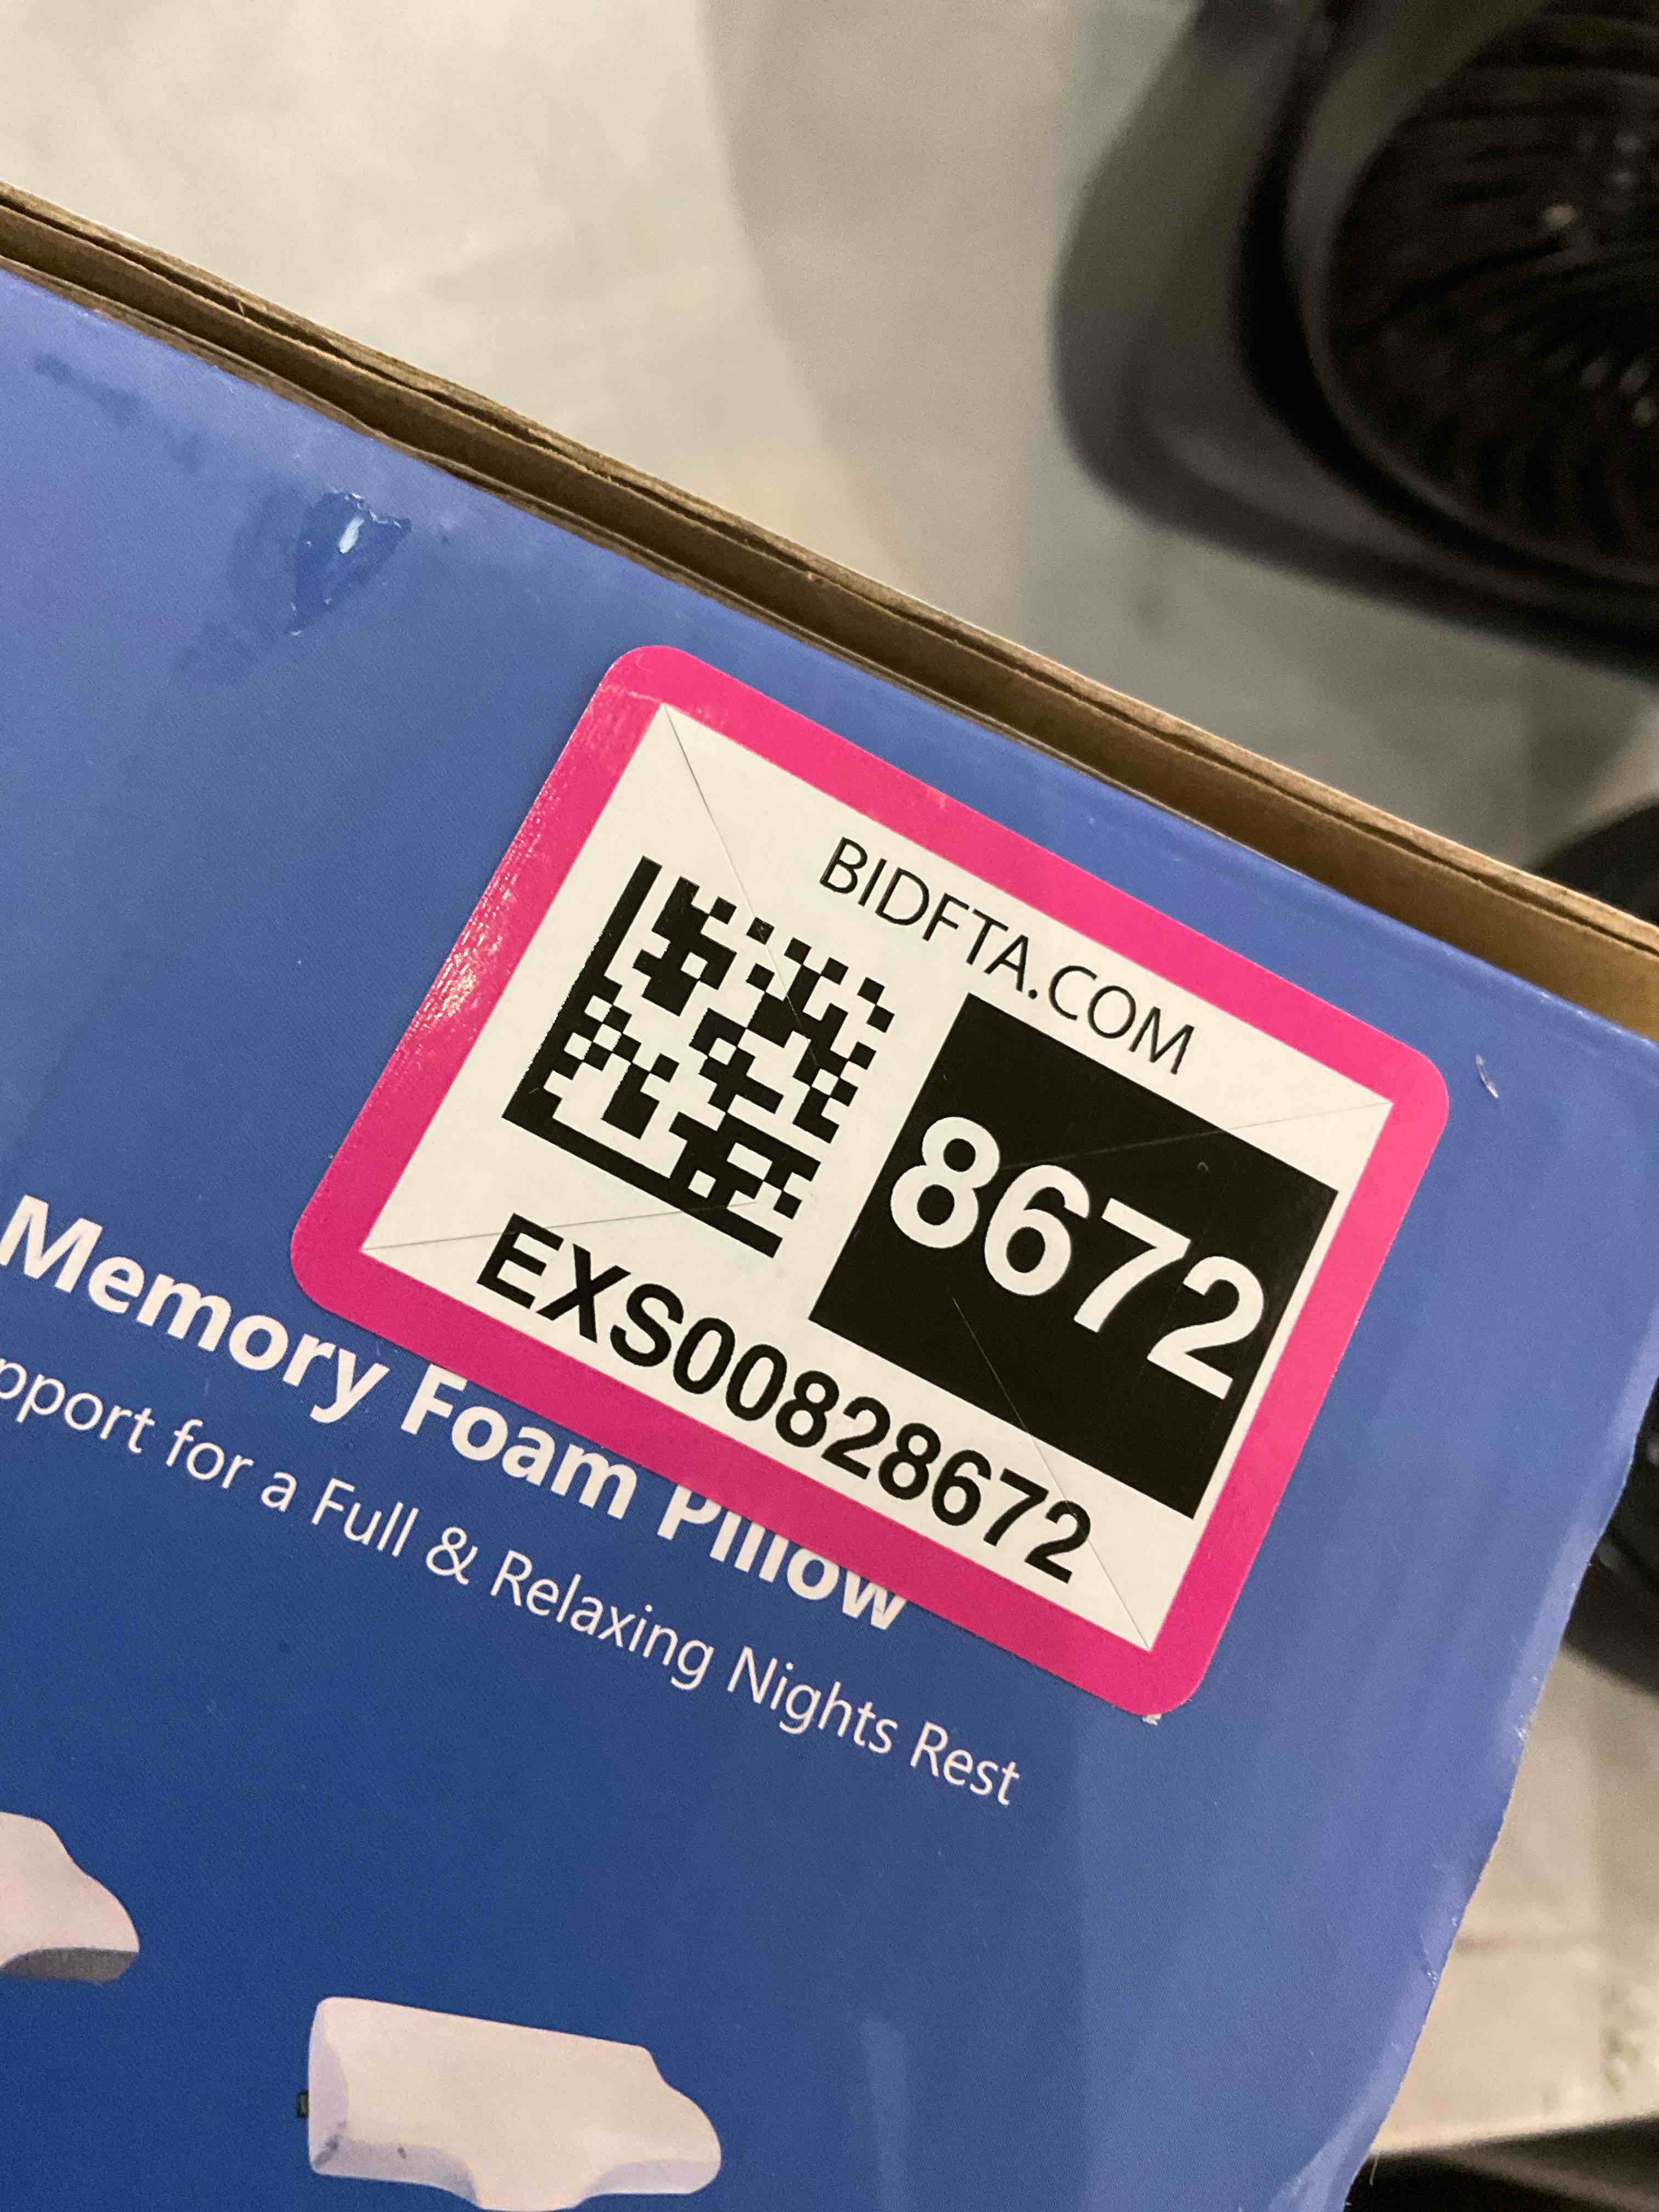 BIDFTA.COM
8672
EXS00828672
Memory Foam Pillow
pport for a Full & Relaxing Nights Rest